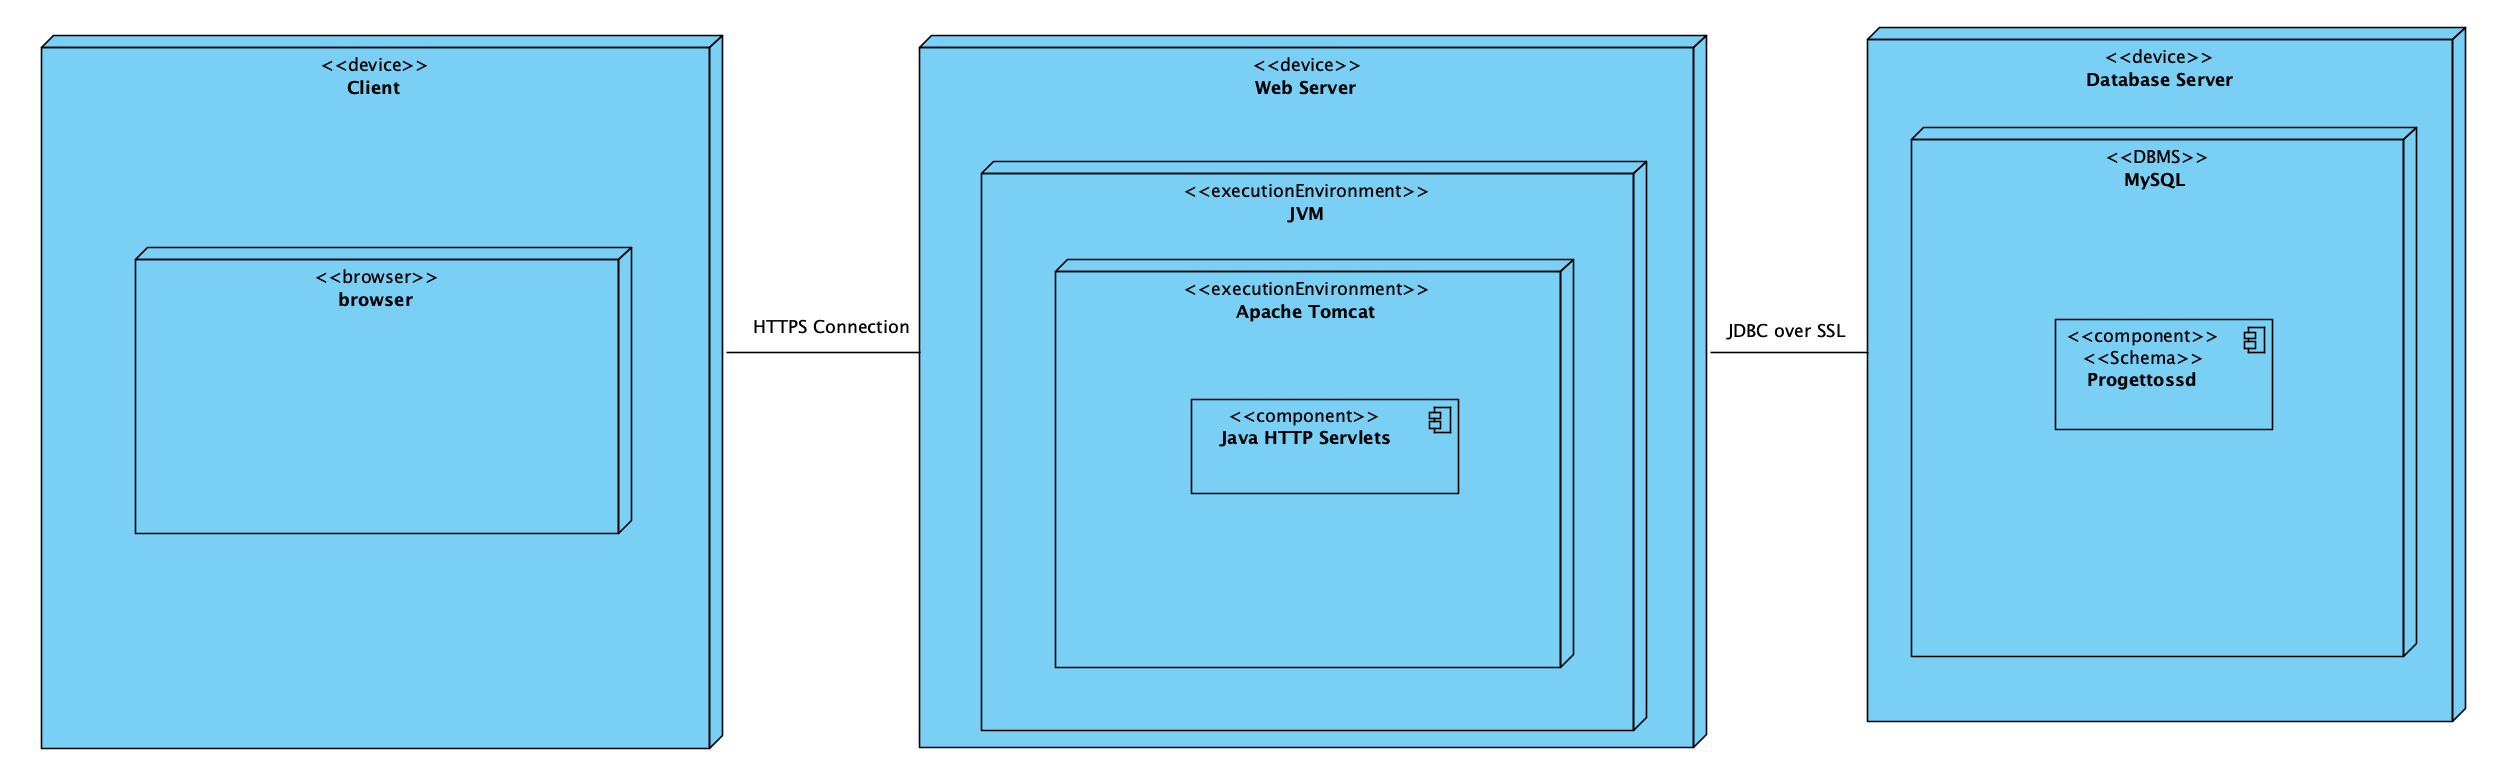 <<device>>
Client
<<browser>>
browser
HTTPS Connection
<<device>>
Web Server
<<executionEnvironment>>
JVM
<<executionEnvironment>>
Apache Tomcat
<<component>>
Java HTTP Servlets
JDBC over SSL
<<device>>
Database Server
<<DBMS>>
MySQL
<<component>>
<<Schema>>
Progettossd